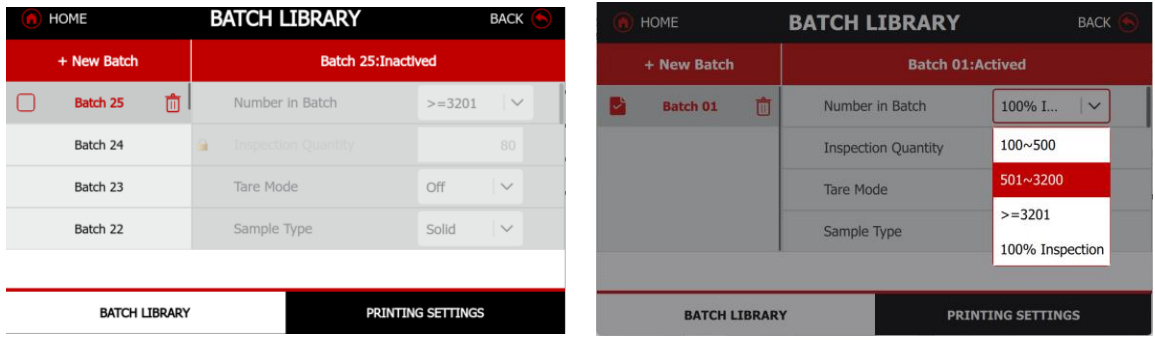 HOME BATCH LIBRARY BACK
+ New Batch Batch 25:Inactived
Batch 25 Number in Batch >=3201
Batch 24 Inspection Quantity 80
Batch 23 Tare Mode Off
Batch 22 Sample Type Solid
BATCH LIBRARY PRINTING SETTINGS
HOME BATCH LIBRARY BACK
+ New Batch Batch 01:Actived
Batch 01 Number in Batch 100% I...
100~500
Inspection Quantity
501~3200
Tare Mode
>=3201
Sample Type
100% Inspection
BATCH LIBRARY PRINTING SETTINGS